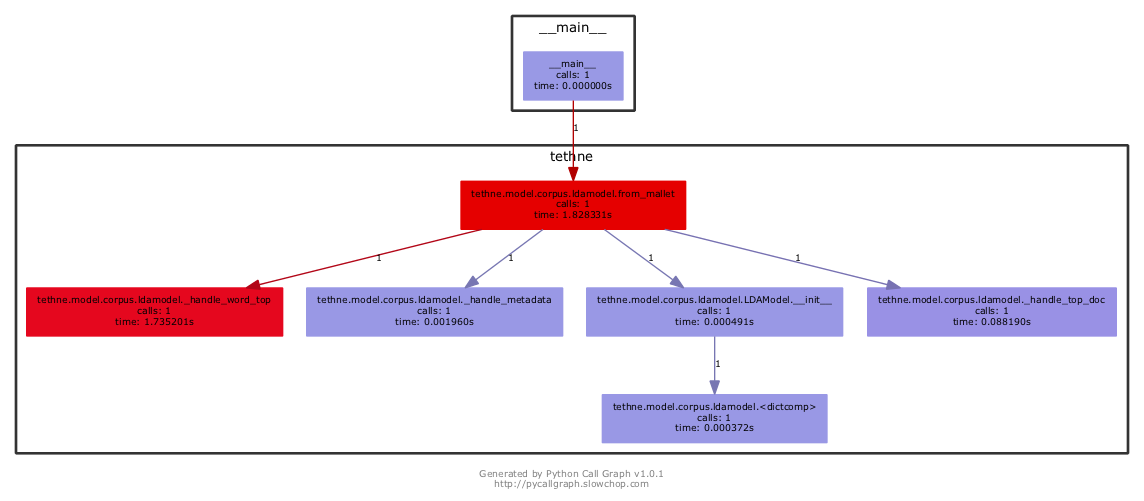 __main__
__main__
calls: 1
time: 0.000000s
1
tethne
tethne.model.corpus.ldamodel.from_mallet
calls: 1
time: 1.828331s
1
1
1
1
tethne.model.corpus.ldamodel._handle_word_top
calls: 1
time: 1.735201s
tethne.model.corpus.ldamodel._handle_metadata
calls: 1
time: 0.001960s
tethne.model.corpus.ldamodel.LDAModel.__init__
calls: 1
time: 0.000491s
tethne.model.corpus.ldamodel._handle_top_doc
calls: 1
time: 0.088190s
1
tethne.model.corpus.ldamodel.<dictcomp>
calls: 1
time: 0.000372s
Generated by Python Call Graph v1.0.1
http://pycallgraph.slowchop.com